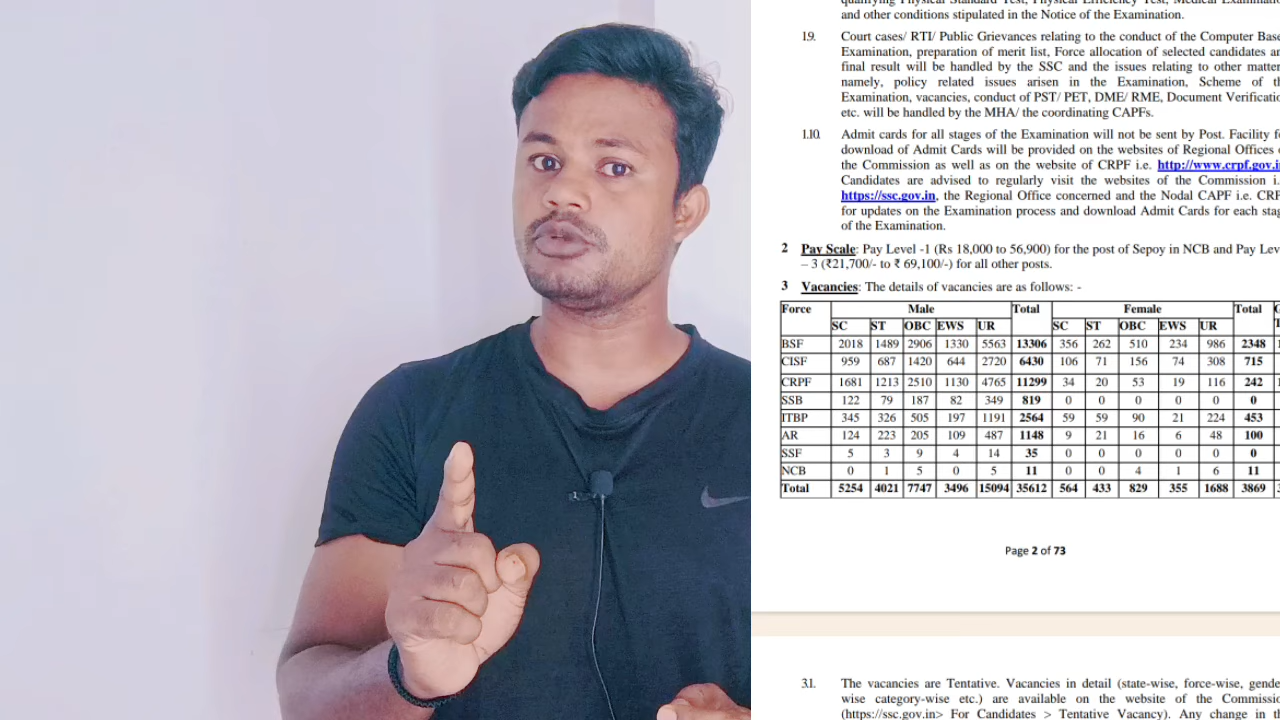 and other conditions stipulated in the Notice of the Examination.
1.9. Court cases/ RTI/ Public Grievances relating to the conduct of the Computer Base
Examination, preparation of merit list, Force allocation of selected candidates an
final result will be handled by the SSC and the issues relating to other matter
namely, policy related issues arisen in the Examination, Scheme of th
Examination, vacancies, conduct of PST/ PET, DME/ RME, Document Verificatio
etc. will be handled by the MHA/ the coordinating CAPFs.
1.10. Admit cards for all stages of the Examination will not be sent by Post. Facility fo
download of Admit Cards will be provided on the websites of Regional Offices o
the Commission as well as on the website of CRPF i.e. http://www.crpf.gov.i
Candidates are advised to regularly visit the websites of the Commission i.
https://ssc.gov.in, the Regional Office concerned and the Nodal CAPF i.e. CRP
for updates on the Examination process and download Admit Cards for each stag
of the Examination.
2 Pay Scale: Pay Level -1 (Rs 18,000 to 56,900) for the post of Sepoy in NCB and Pay Lev
– 3 (₹21,700/- to ₹ 69,100/-) for all other posts.
3 Vacancies: The details of vacancies are as follows: -
Force Male Total Female Total
SC ST OBC EWS UR SC ST OBC EWS UR
BSF 2018 1489 2906 1330 5563 13306 356 262 510 234 986 2348
CISF 959 687 1420 644 2720 6430 106 71 156 74 308 715
CRPF 1681 1213 2510 1130 4765 11299 34 20 53 19 116 242
SSB 122 79 187 82 349 819 0 0 0 0 0 0
ITBP 345 326 505 197 1191 2564 59 59 90 21 224 453
AR 124 223 205 109 487 1148 9 21 16 6 48 100
SSF 5 3 9 4 14 35 0 0 0 0 0 0
NCB 0 1 5 0 5 11 0 0 4 1 6 11
Total 5254 4021 7747 3496 15094 35612 564 433 829 355 1688 3869
Page 2 of 73
3.1. The vacancies are Tentative. Vacancies in detail (state-wise, force-wise, gende
wise category-wise etc.) are available on the website of the Commissio
(https://ssc.gov.in> For Candidates > Tentative Vacancy). Any change in th